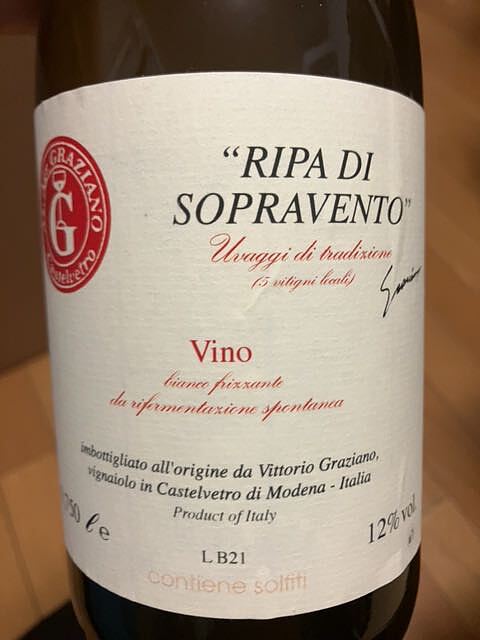 GRAZIANO
G
Castelvetro
"RIPA DI
SOPRAVENTO"
Uvaggi di tradizione
(5 vitigni locali)
Vino
bianco frizzante
da rifermentazione spontanea
imbottigliato all'origine da Vittorio Graziano,
vignaiolo in Castelvetro di Modena - Italia
Product of Italy
750 ℓ e
12% vol.
L B21
contiene solfiti